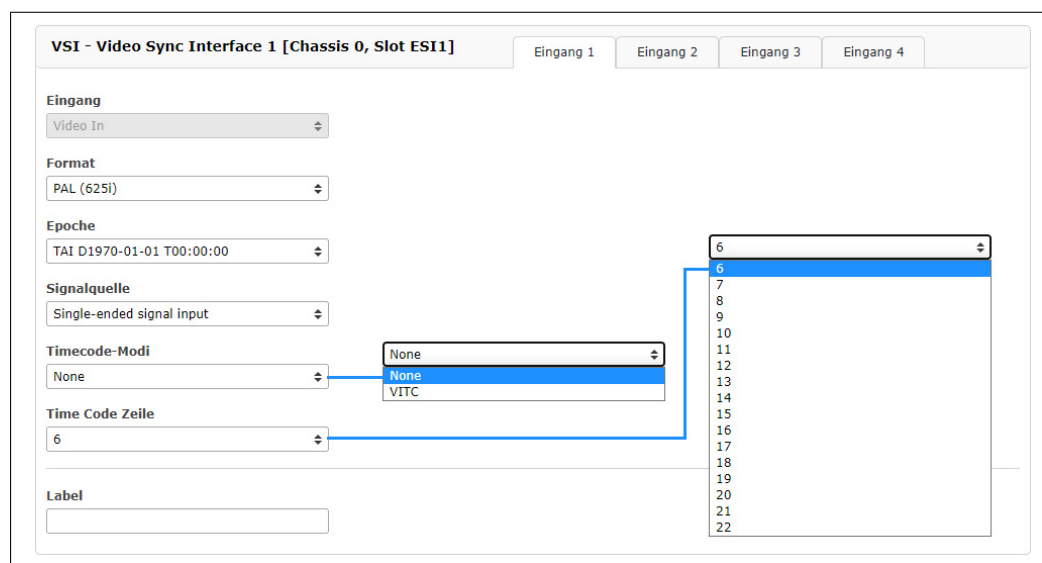 VSI - Video Sync Interface 1 [Chassis 0, Slot ESI1]
Eingang 1
Eingang 2
Eingang 3
Eingang 4
Eingang
Video In
Format
PAL (625i)
Epoche
TAI D1970-01-01 T00:00:00
Signalquelle
Single-ended signal input
Timecode-Modi
None
None
None
VITC
Time Code Zeile
6
6
6
7
8
9
10
11
12
13
14
15
16
17
18
19
20
21
22
Label